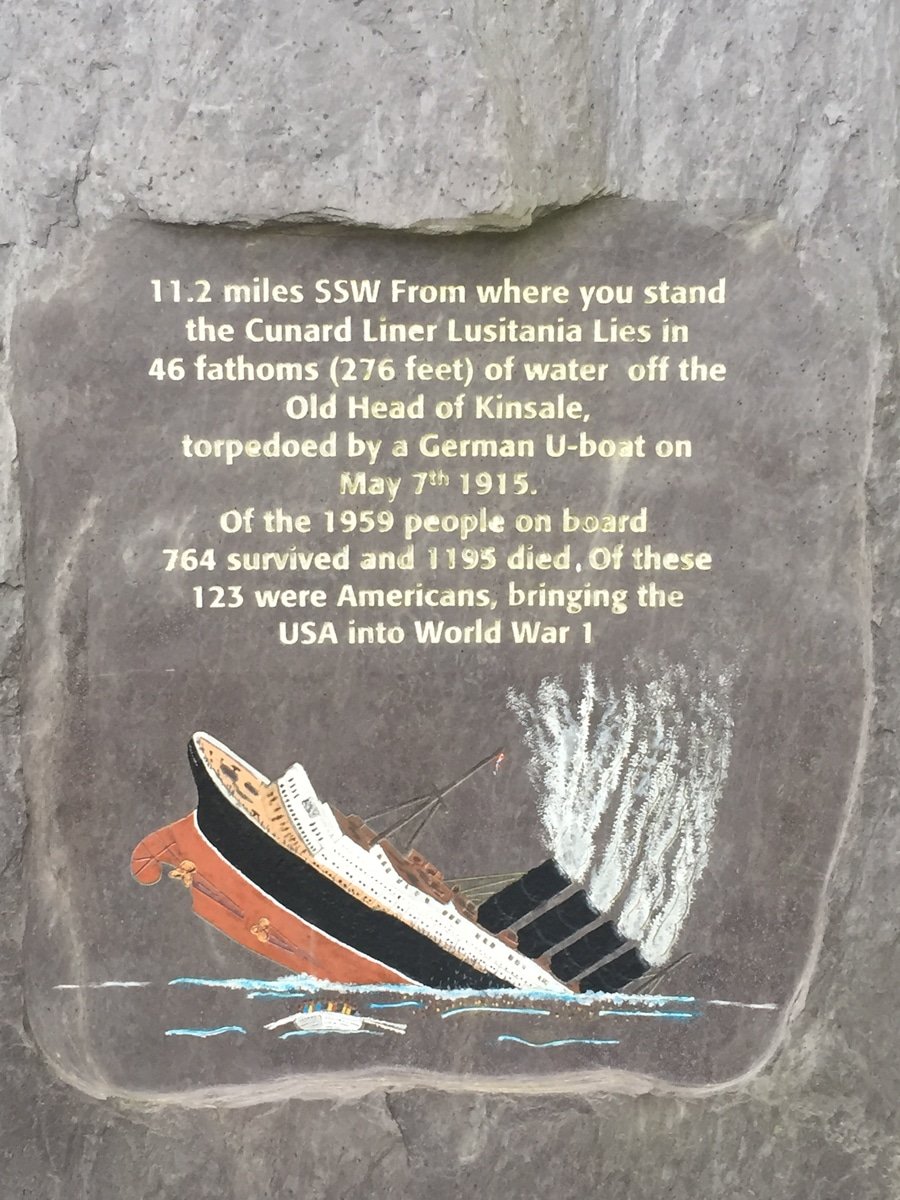 11.2 miles SSW From where you stand
the Cunard Liner Lusitania Lies in
46 fathoms (276 feet) of water off the
Old Head of Kinsale,
torpedoed by a German U-boat on
May 7th 1915.
Of the 1959 people on board
764 survived and 1195 died. Of these
123 were Americans, bringing the
USA into World War 1